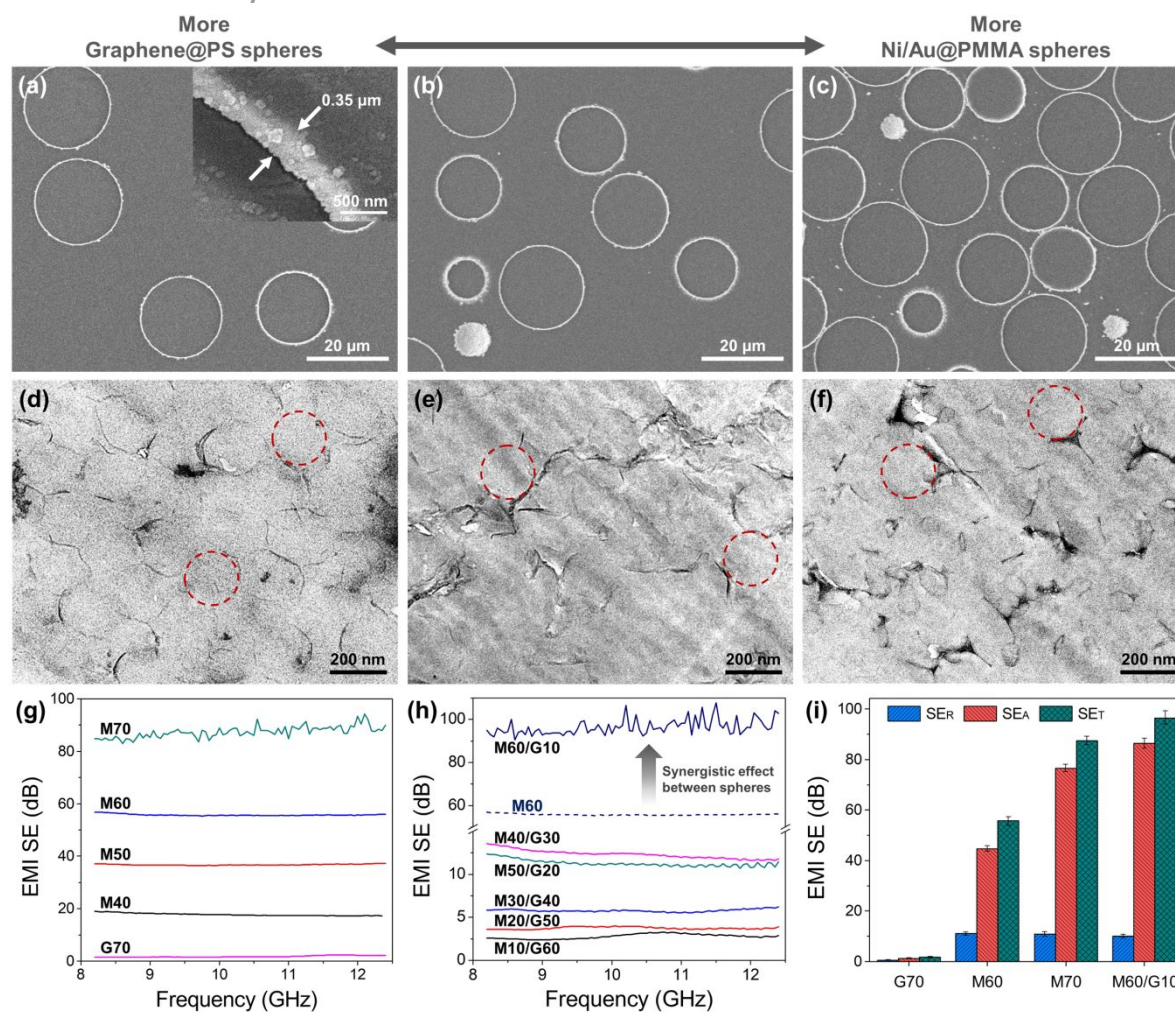 More
Graphene@PS spheres
More
Ni/Au@PMMA spheres
(a)
0.35 µm
500 nm
20 µm
(b)
20 µm
(c)
20 µm
(d)
200 nm
(e)
200 nm
(f)
200 nm
(g)
100
80
60
40
20
0
M70
M60
M50
M40
G70
8 9 10 11 12
EMI SE (dB)
Frequency (GHz)
(h)
100
80
60
10
5
0
M60/G10
Synergistic effect
between spheres
M60
M40/G30
M50/G20
M30/G40
M20/G50
M10/G60
8 9 10 11 12
EMI SE (dB)
Frequency (GHz)
(i)
SER SEA SET
100
90
80
70
60
50
40
30
20
10
0
EMI SE (dB)
G70 M60 M70 M60/G10